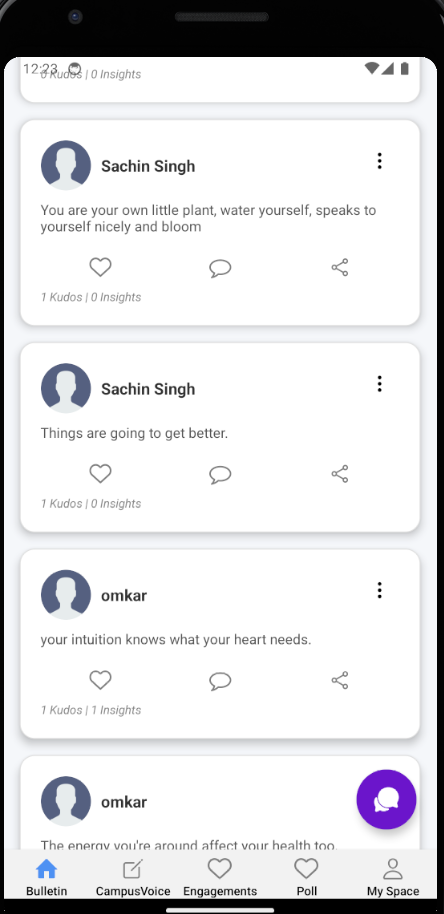 12:23
0 Kudos | 0 Insights
Sachin Singh
You are your own little plant, water yourself, speaks to
yourself nicely and bloom
1 Kudos | 0 Insights
Sachin Singh
Things are going to get better.
1 Kudos | 0 Insights
omkar
your intuition knows what your heart needs.
1 Kudos | 1 Insights
omkar
The energy you're around affect your health too.
Bulletin CampusVoice Engagements Poll My Space